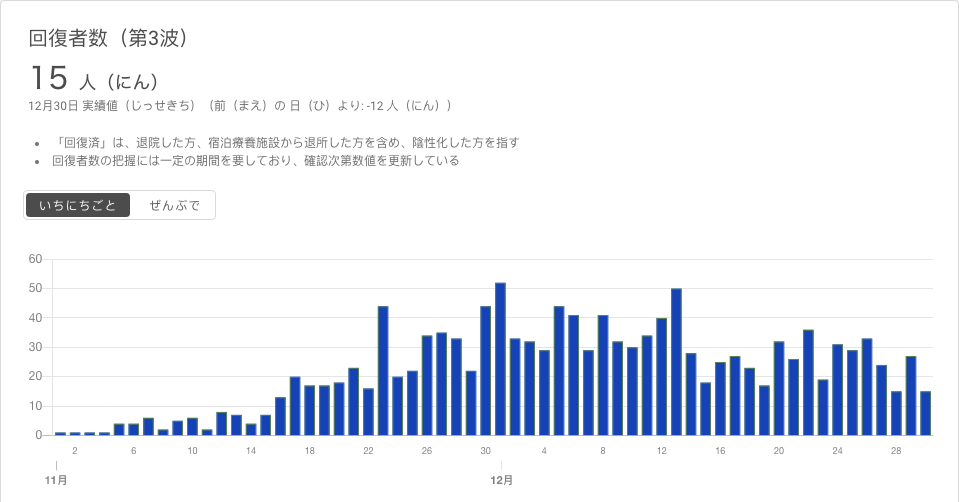 回復者数（第3波）
15 人（にん）
12月30日 実績値（じっせきち）（前（まえ）の 日（ひ）より: -12 人（にん））
• 「回復済」は、退院した方、宿泊療養施設から退所した方を含め、陰性化した方を指す
• 回復者数の把握には一定の期間を要しており、確認次第数値を更新している
いちにちごと ぜんぶで
60
50
40
30
20
10
0
2 6 10 14 18 22 26 30 4 8 12 16 20 24 28
11月 12月